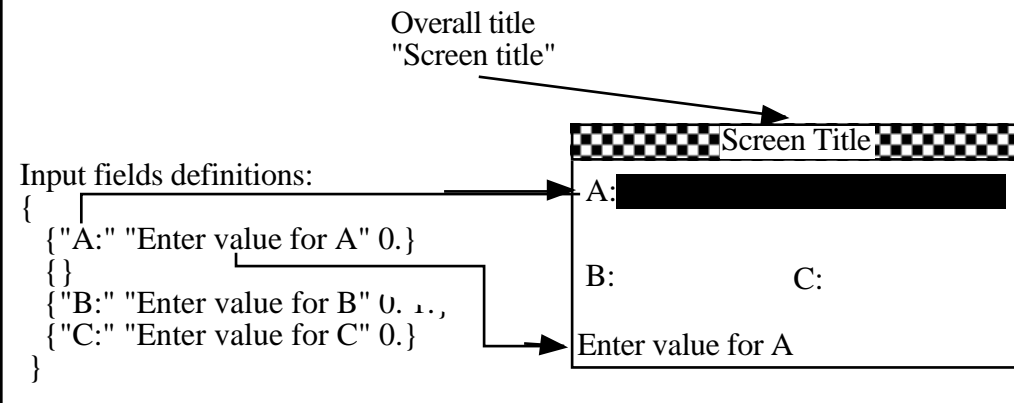 Overall title
"Screen title"
Screen Title
Input fields definitions:
{
{"A:" "Enter value for A" 0.}
{}
{"B:" "Enter value for B" 0.
{"C:" "Enter value for C" 0.}
}
A:
B: C:
Enter value for A